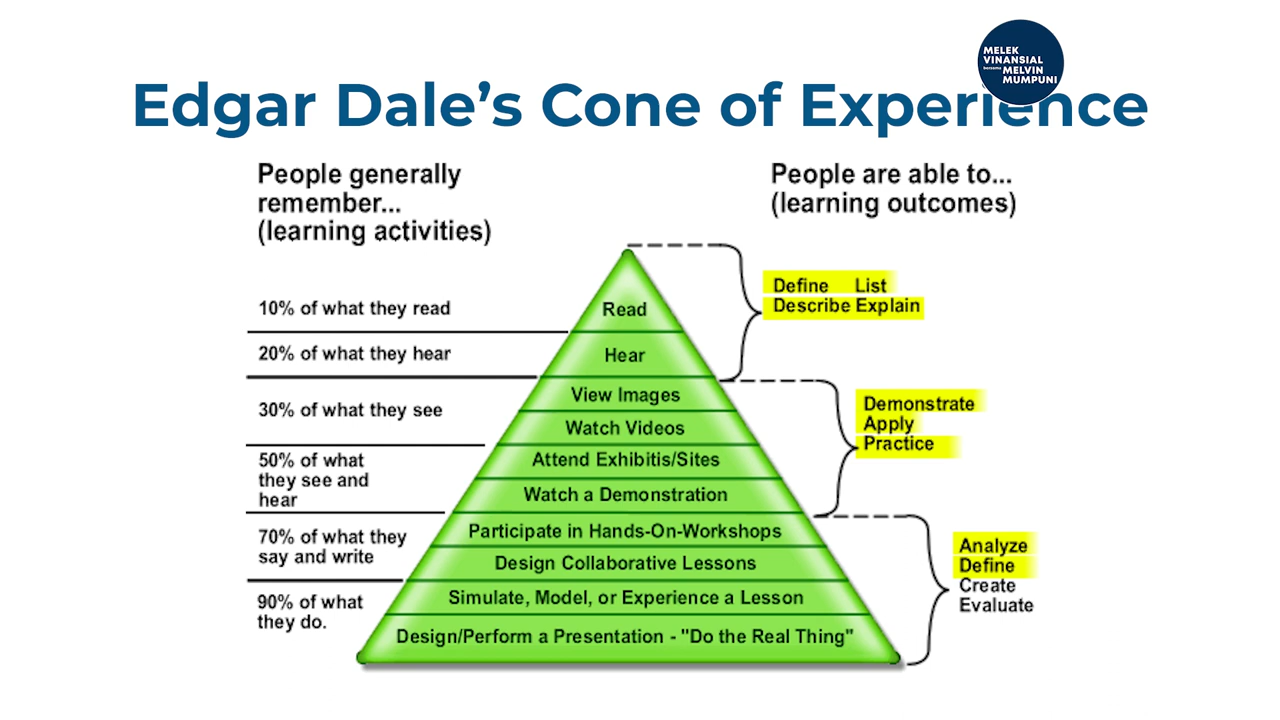 MELEK
VINANSIAL
bersama MELVIN
MUMPUNI
Edgar Dale’s Cone of Experience
People generally
remember...
(learning activities)
People are able to...
(learning outcomes)
10% of what they read
20% of what they hear
30% of what they see
50% of what
they see and
hear
70% of what they
say and write
90% of what
they do.
Read
Hear
View Images
Watch Videos
Attend Exhibitis/Sites
Watch a Demonstration
Participate in Hands-On-Workshops
Design Collaborative Lessons
Simulate, Model, or Experience a Lesson
Design/Perform a Presentation - "Do the Real Thing"
Define List
Describe Explain
Demonstrate
Apply
Practice
Analyze
Define
Create
Evaluate